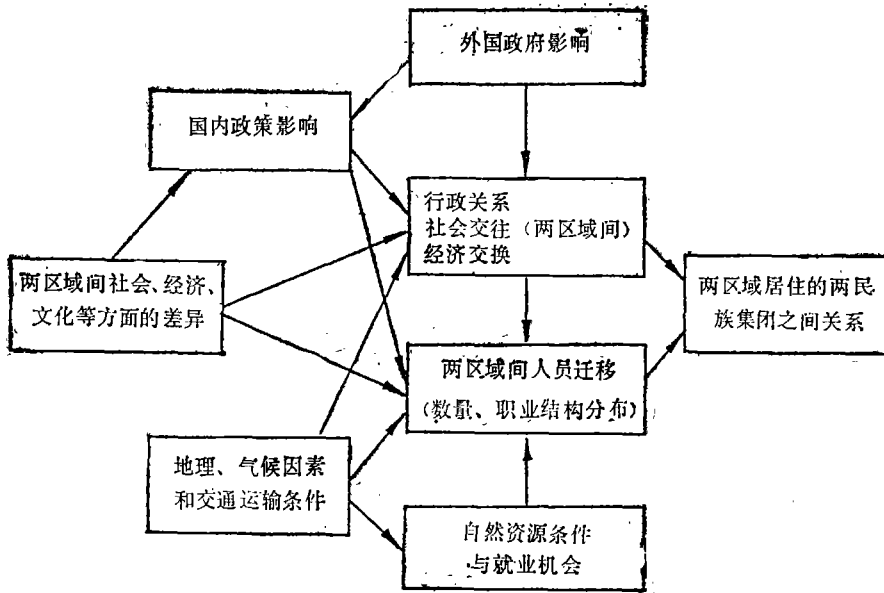 外国政府影响
国内政策影响
行政关系
社会交往（两区域间）
经济交换
两区域间社会、经济、
文化等方面的差异
两区域居住的两民
族集团之间关系
两区域间人员迁移
（数量、职业结构分布）
地理、气候因素
和交通运输条件
自然资源条件
与就业机会